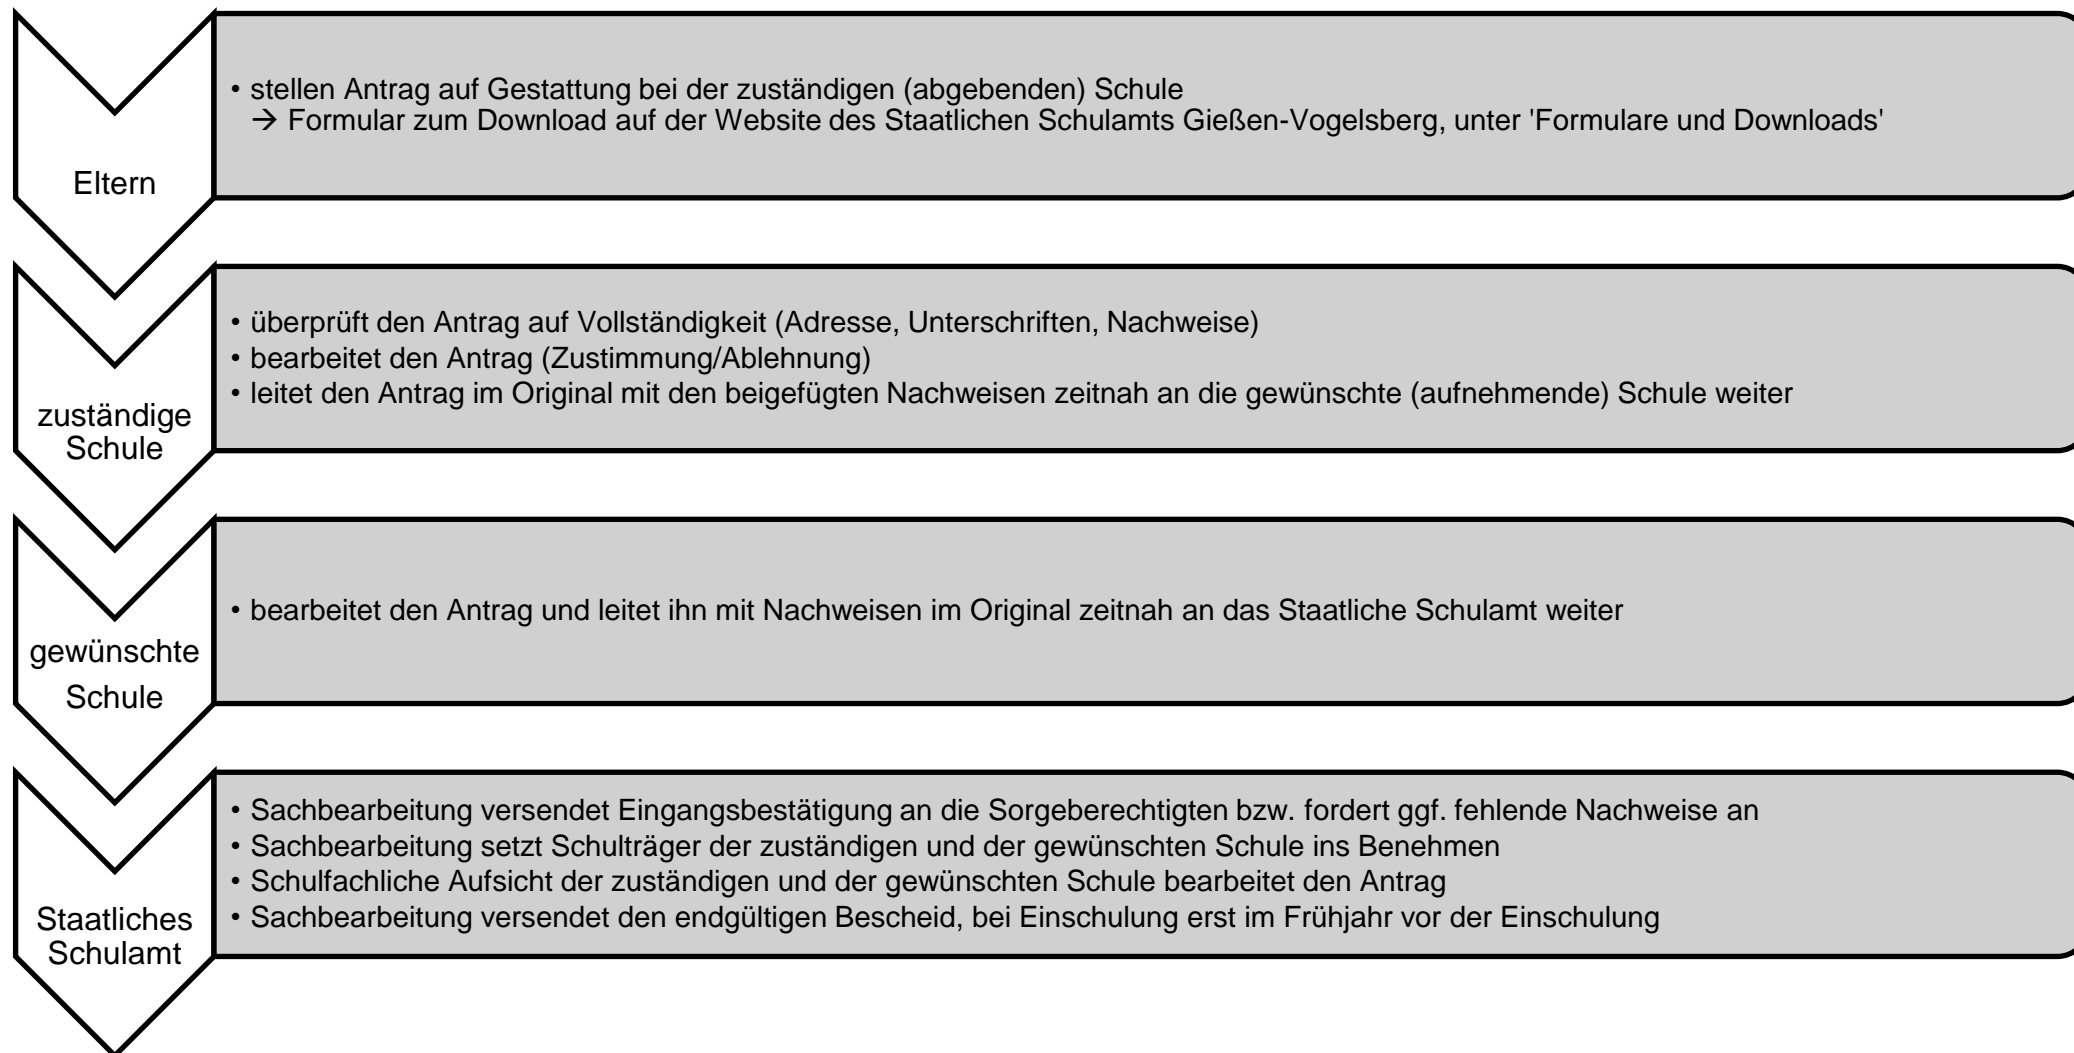 • stellen Antrag auf Gestattung bei der zuständigen (abgebenden) Schule
→ Formular zum Download auf der Website des Staatlichen Schulamts Gießen-Vogelsberg, unter 'Formulare und Downloads'
Eltern
• überprüft den Antrag auf Vollständigkeit (Adresse, Unterschriften, Nachweise)
• bearbeitet den Antrag (Zustimmung/Ablehnung)
• leitet den Antrag im Original mit den beigefügten Nachweisen zeitnah an die gewünschte (aufnehmende) Schule weiter
zuständige
Schule
• bearbeitet den Antrag und leitet ihn mit Nachweisen im Original zeitnah an das Staatliche Schulamt weiter
gewünschte
Schule
• Sachbearbeitung versendet Eingangsbestätigung an die Sorgeberechtigten bzw. fordert ggf. fehlende Nachweise an
• Sachbearbeitung setzt Schulträger der zuständigen und der gewünschten Schule ins Benehmen
• Schulfachliche Aufsicht der zuständigen und der gewünschten Schule bearbeitet den Antrag
• Sachbearbeitung versendet den endgültigen Bescheid, bei Einschulung erst im Frühjahr vor der Einschulung
Staatliches
Schulamt